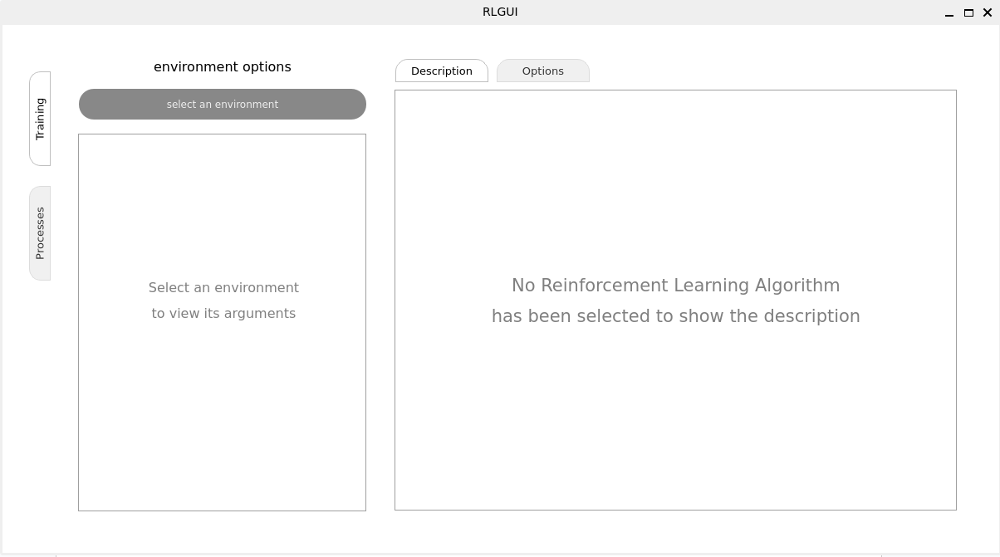 RLGUI
Training
Processes
environment options
select an environment
Select an environment
to view its arguments
Description
Options
No Reinforcement Learning Algorithm
has been selected to show the description